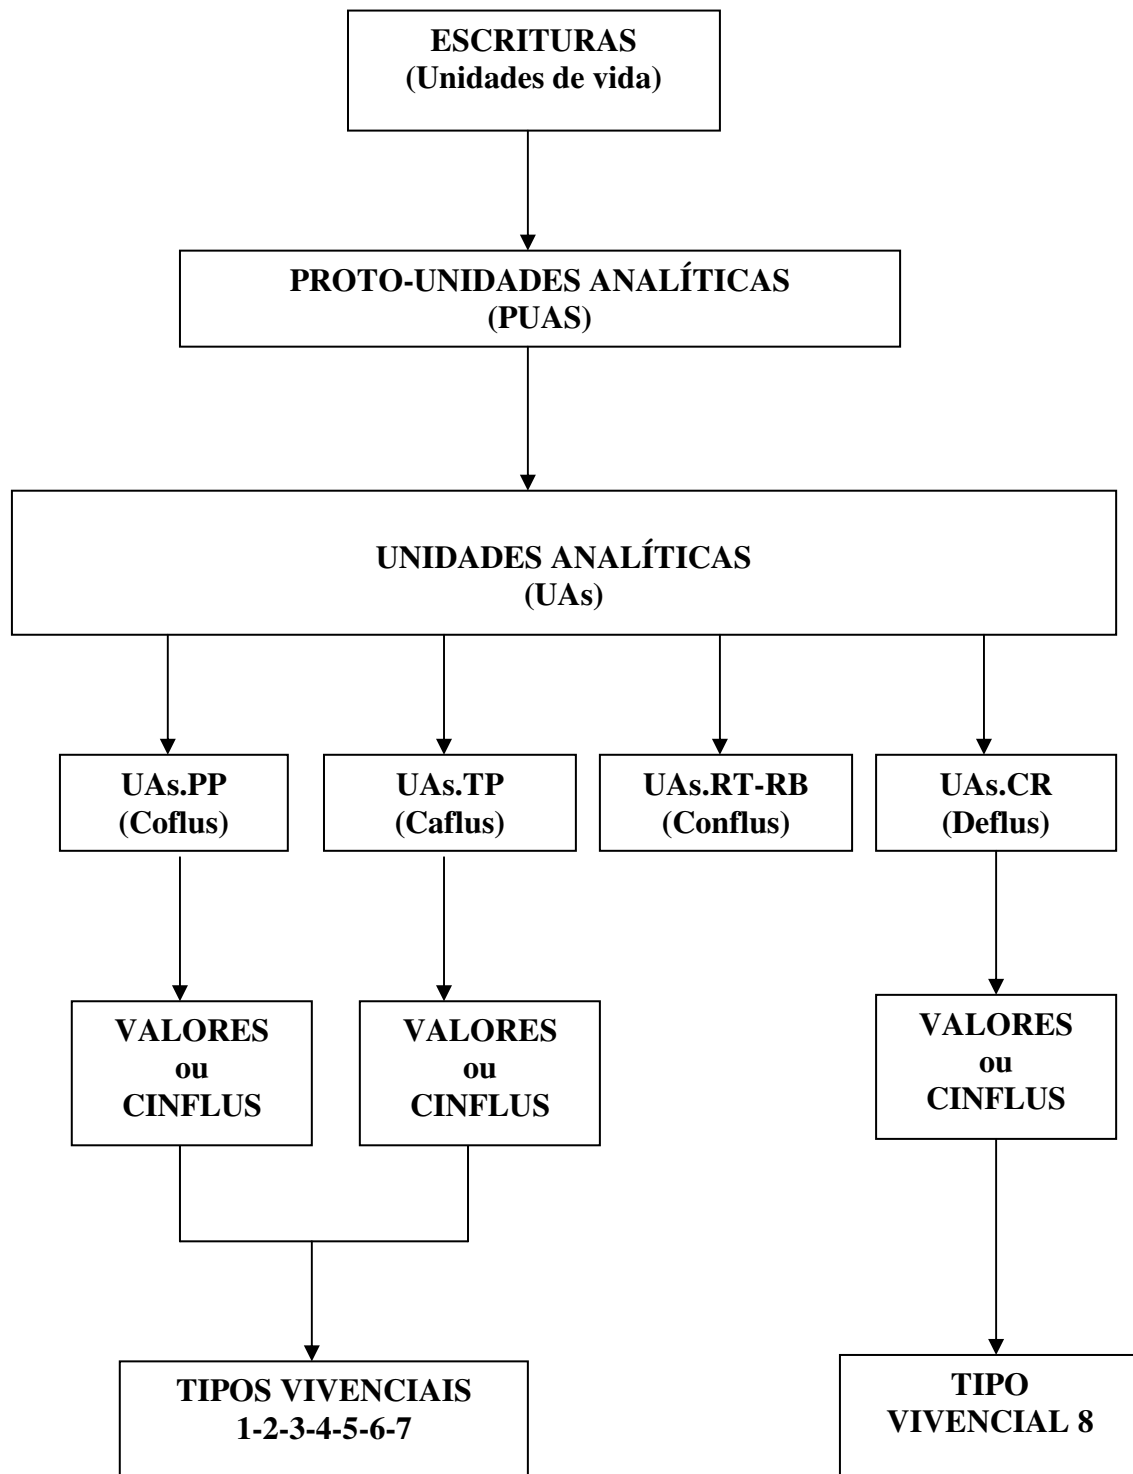 ESCRITURAS
(Unidades de vida)
PROTO-UNIDADES ANALÍTICAS
(PUAS)
UNIDADES ANALÍTICAS
(UAs)
UAs.PP
(Coflus)
UAs.TP
(Caflus)
UAs.RT-RB
(Conflus)
UAs.CR
(Deflus)
VALORES
ou
CINFLUS
VALORES
ou
CINFLUS
VALORES
ou
CINFLUS
TIPOS VIVENCIAIS
1-2-3-4-5-6-7
TIPO
VIVENCIAL 8